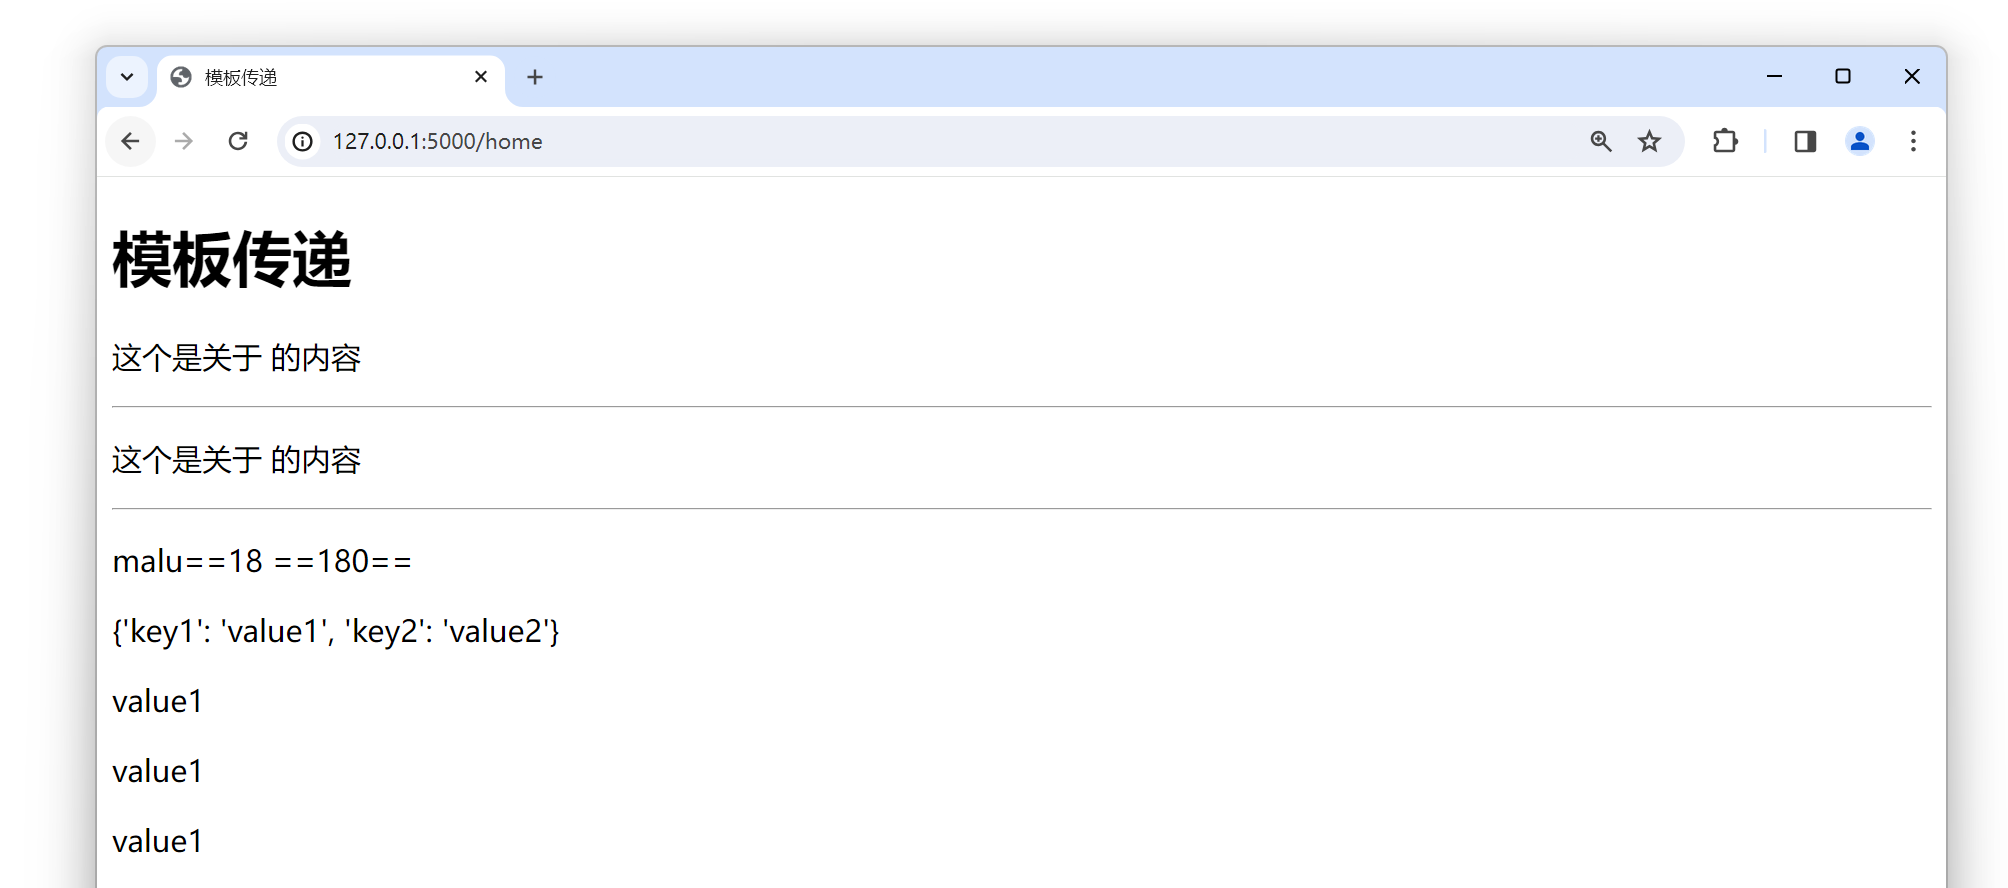 模板传递
127.0.0.1:5000/home
模板传递
这个是关于 的内容
这个是关于 的内容
malu==18 ==180==
{'key1': 'value1', 'key2': 'value2'}
value1
value1
value1